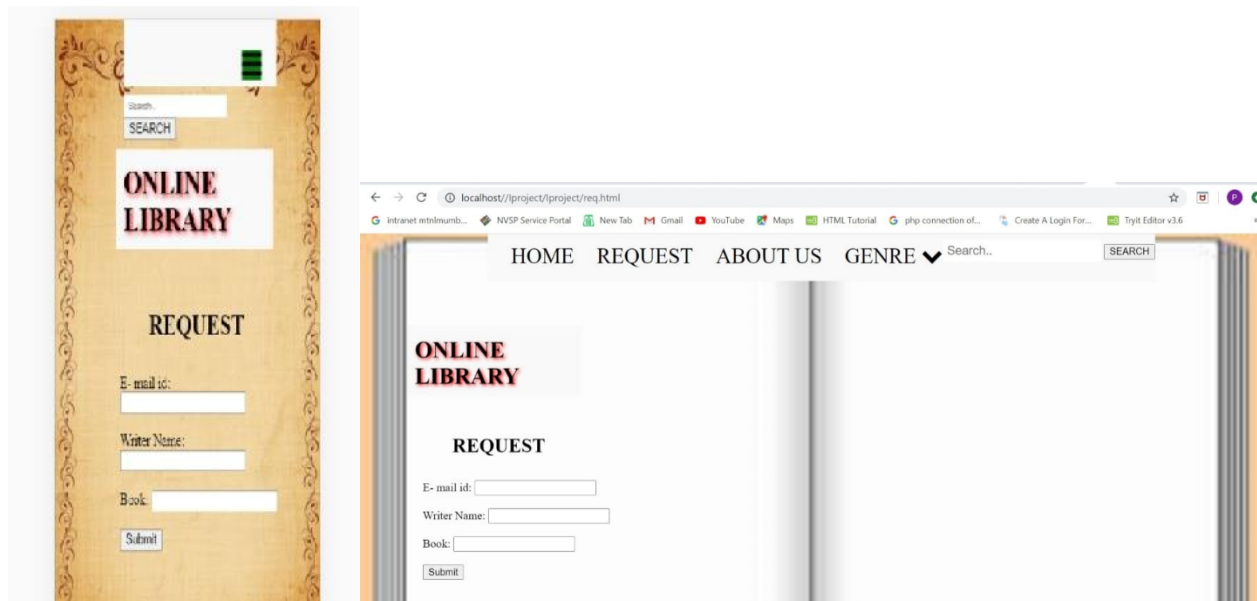 Search..
SEARCH
ONLINE
LIBRARY
REQUEST
E- mail id:
Writer Name:
Book:
Submit
localhost//lproject/lproject/req.html
P
intranet mtnlmumb... NVSP Service Portal New Tab Gmail YouTube Maps HTML Tutorial php connection of... Create A Login For... Tryit Editor v3.6
HOME REQUEST ABOUT US GENRE Search.. SEARCH
ONLINE
LIBRARY
REQUEST
E- mail id:
Writer Name:
Book:
Submit